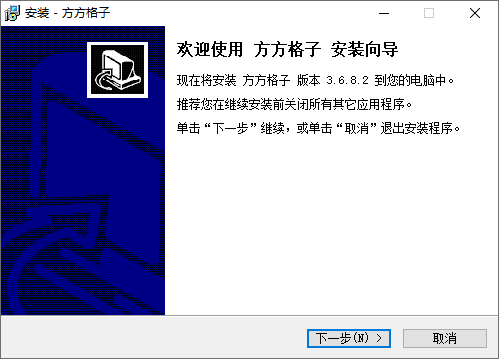 安装 - 方方格子
欢迎使用 方方格子 安装向导
现在将安装 方方格子 版本 3.6.8.2 到您的电脑中。
推荐您在继续安装前关闭所有其它应用程序。
单击“下一步”继续，或单击“取消”退出安装程序。
下一步(N) >
取消